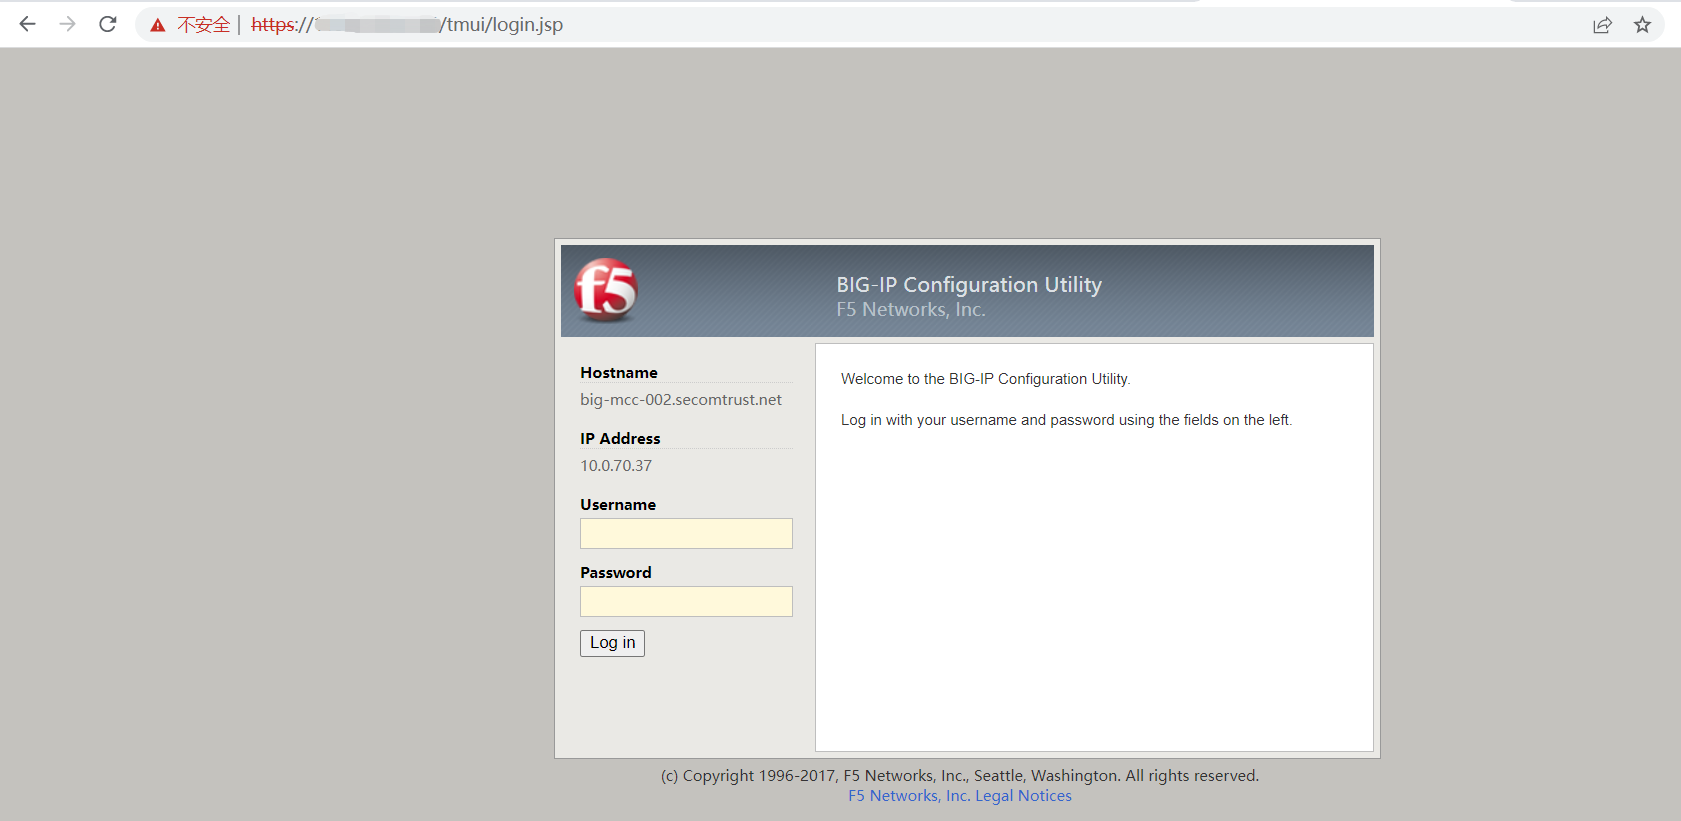 不安全 | https:// /tmui/login.jsp
f5
BIG-IP Configuration Utility
F5 Networks, Inc.
Hostname
big-mcc-002.secomtrust.net
IP Address
10.0.70.37
Username
Password
Log in
Welcome to the BIG-IP Configuration Utility.
Log in with your username and password using the fields on the left.
(c) Copyright 1996-2017, F5 Networks, Inc., Seattle, Washington. All rights reserved.
F5 Networks, Inc. Legal Notices